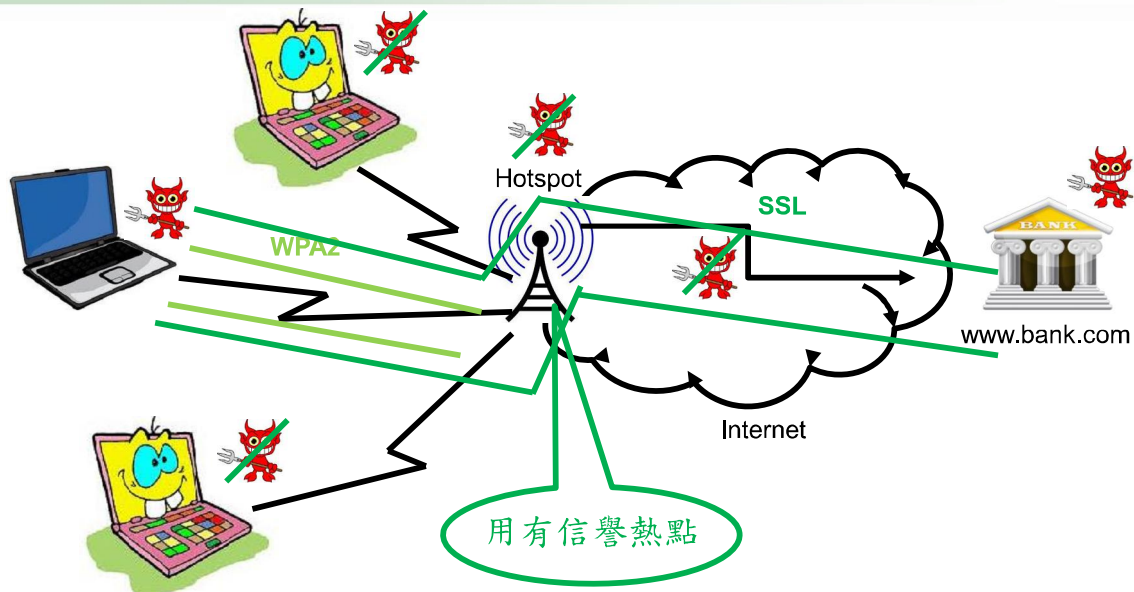 Hotspot
SSL
WPA2
BANK
www.bank.com
Internet
用有信譽熱點